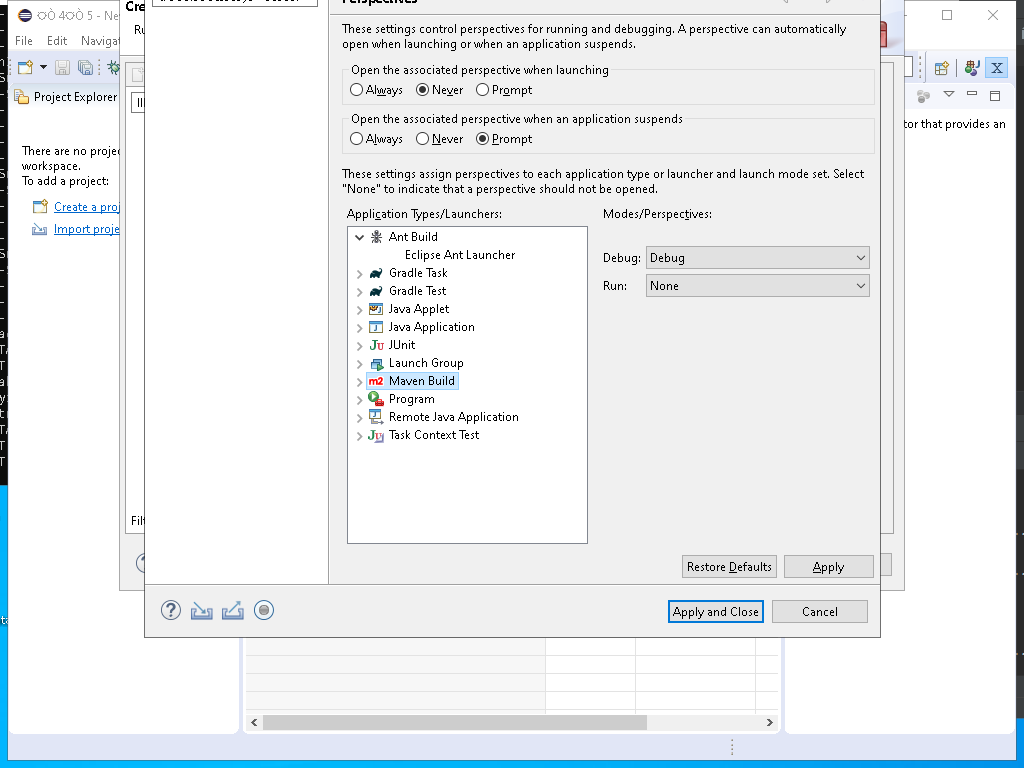 File Edit Navigat
Project Explorer
There are no projec
workspace.
To add a project:
Create a proj
Import proje
Cre
Ru
Perspectives
These settings control perspectives for running and debugging. A perspective can automatically
open when launching or when an application suspends.
Open the associated perspective when launching
Always Never Prompt
Open the associated perspective when an application suspends
Always Never Prompt
These settings assign perspectives to each application type or launcher and launch mode set. Select
"None" to indicate that a perspective should not be opened.
Application Types/Launchers:
Ant Build
Eclipse Ant Launcher
Gradle Task
Gradle Test
Java Applet
Java Application
JUnit
Launch Group
Maven Build
Program
Remote Java Application
Task Context Test
Modes/Perspectives:
Debug: Debug
Run: None
Restore Defaults Apply
Apply and Close Cancel
tor that provides an
Filt